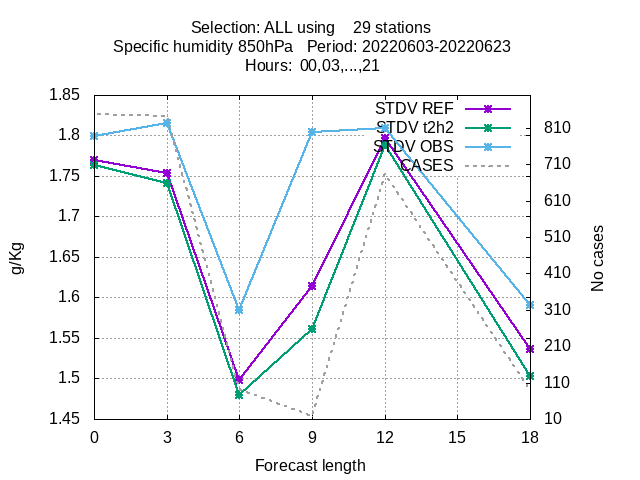 Selection: ALL using    29 stations
Specific humidity 850hPa   Period: 20220603-20220623
Hours:  00,03,...,21
STDV REF
STDV t2h2
STDV OBS
CASES
1.85
1.8
1.75
1.7
1.65
1.6
1.55
1.5
1.45
g/Kg
810
710
610
510
410
310
210
110
10
No cases
0 3 6 9 12 15 18
Forecast length